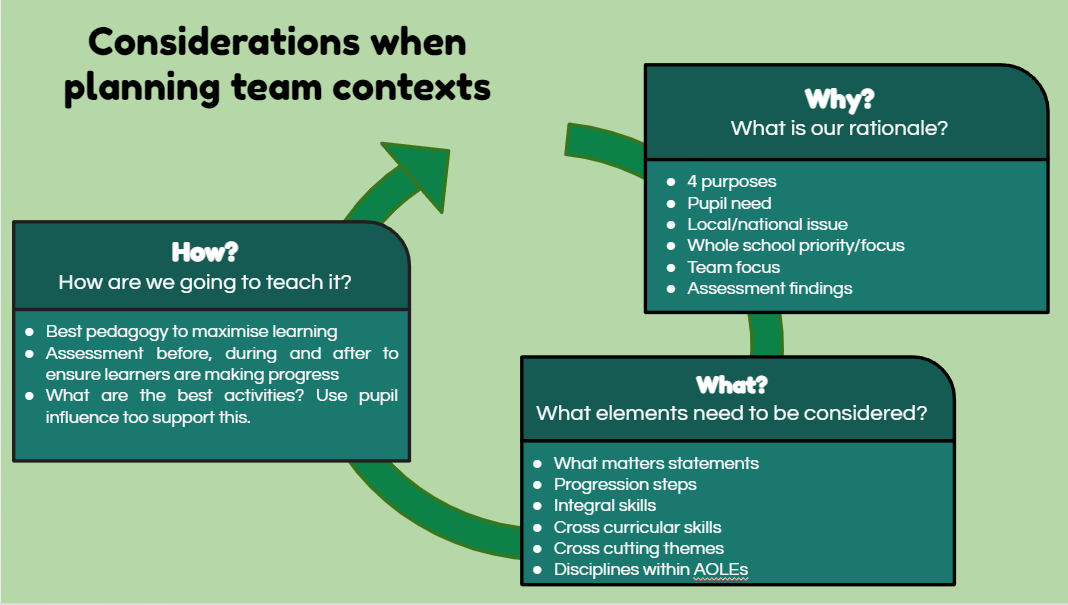 Considerations when
planning team contexts
Why?
What is our rationale?
● 4 purposes
● Pupil need
● Local/national issue
● Whole school priority/focus
● Team focus
● Assessment findings
What?
What elements need to be considered?
● What matters statements
● Progression steps
● Integral skills
● Cross curricular skills
● Cross cutting themes
● Disciplines within AOLEs
How?
How are we going to teach it?
● Best pedagogy to maximise learning
● Assessment before, during and after to
ensure learners are making progress
● What are the best activities? Use pupil
influence too support this.